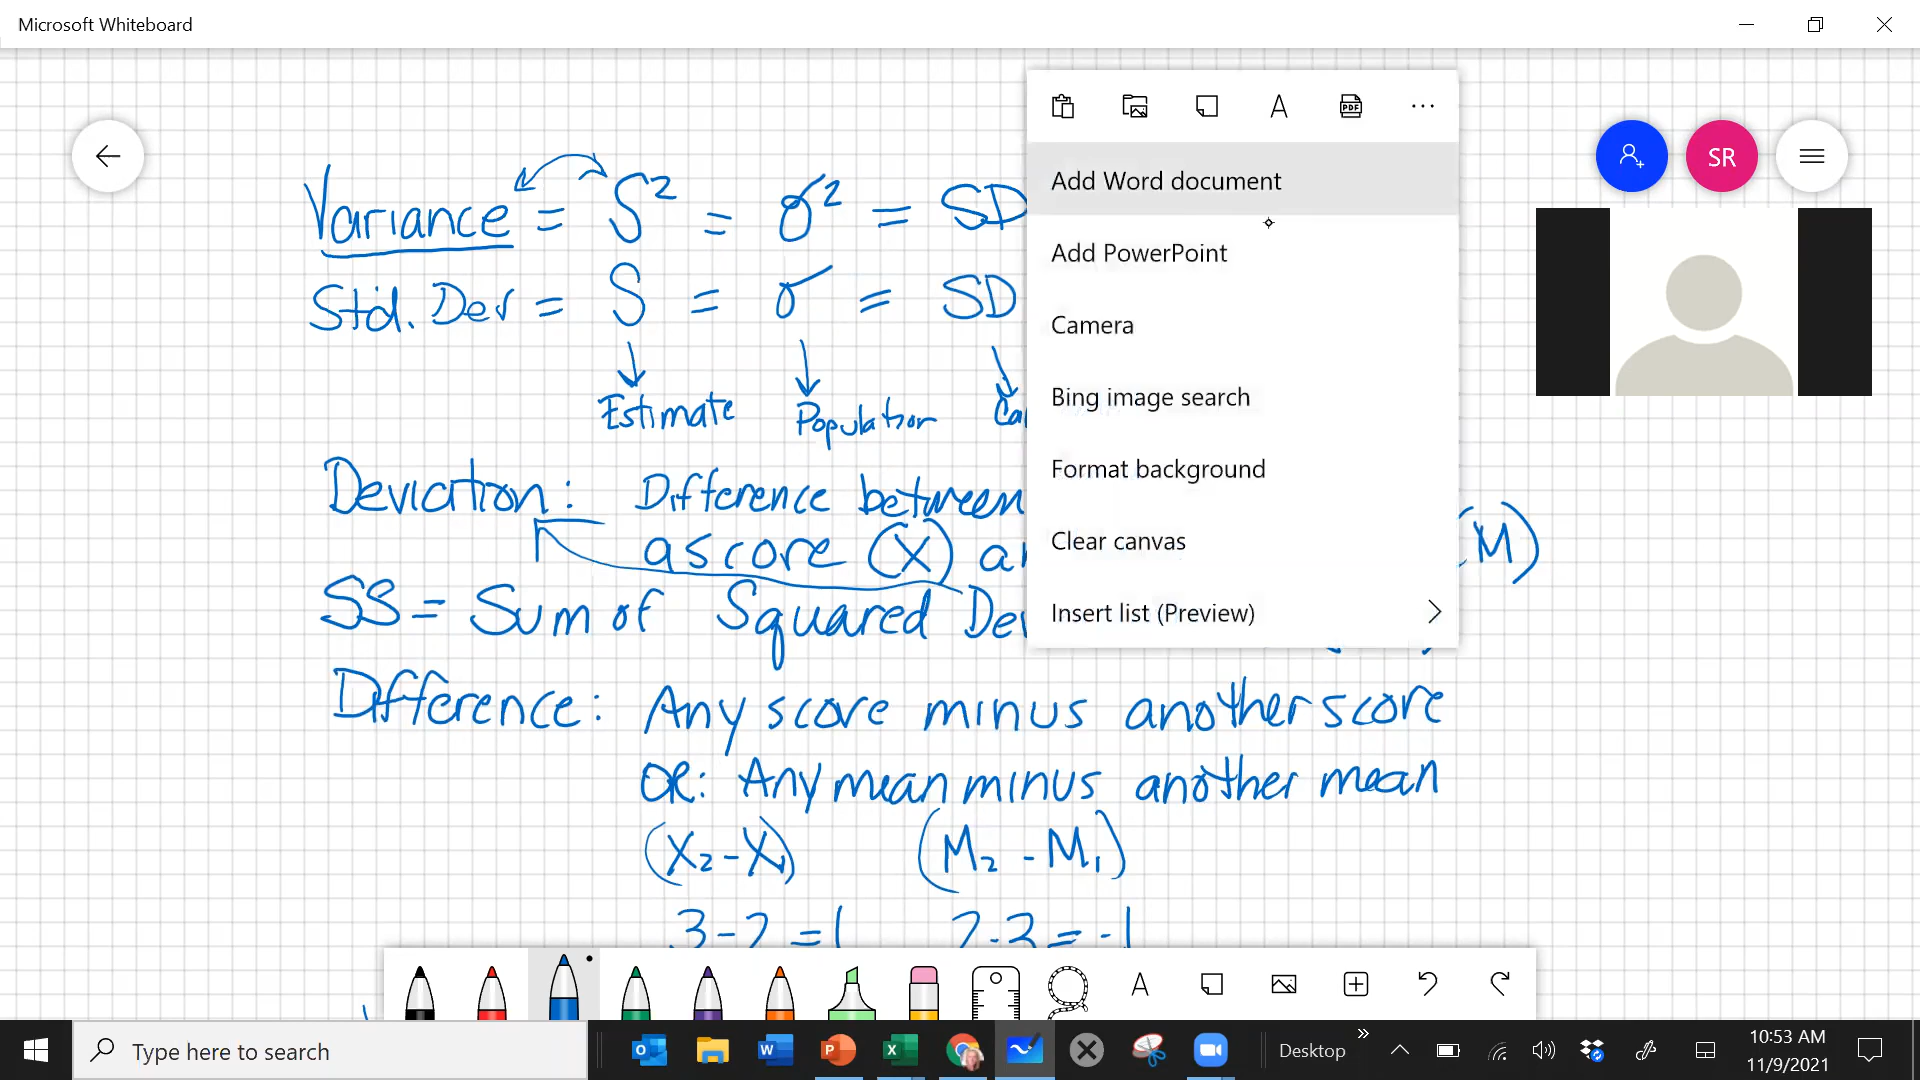 Microsoft Whiteboard
SR
Variance = S² = σ² = SD
Std. Dev = S = σ = SD
Estimate Population Ca
Deviation: Difference between
a score (X) a (M)
SS = Sum of Squared De
Difference: Any score minus another score
OR: Any mean minus another mean
(X₂-X₁) (M₂-M₁)
3-2=1 2-3=-1
PDF
Add Word document
Add PowerPoint
Camera
Bing image search
Format background
Clear canvas
Insert list (Preview)
A
Type here to search
Desktop
10:53 AM
11/9/2021